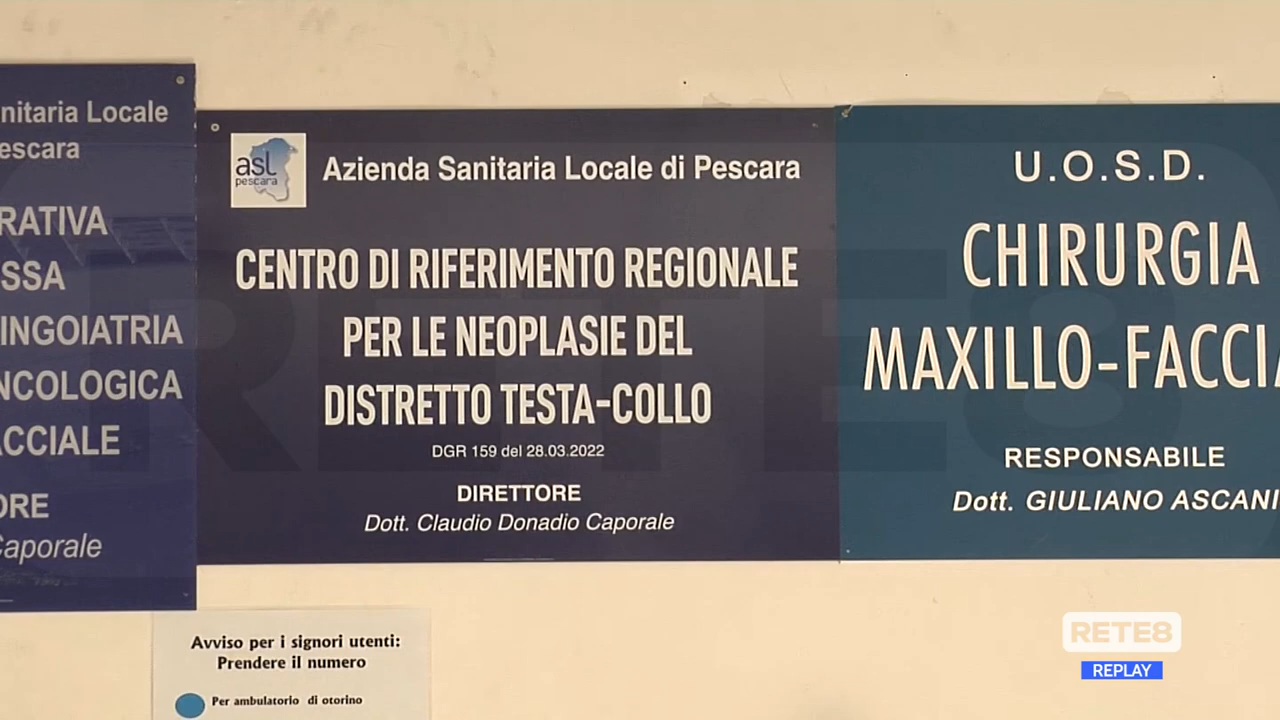 nitaria Locale
escara
RATIVA
SSA
INGOIATRIA
NCOLOGICA
ACCIALE
ORE
Caporale
asl
pescara
Azienda Sanitaria Locale di Pescara
CENTRO DI RIFERIMENTO REGIONALE
PER LE NEOPLASIE DEL
DISTRETTO TESTA-COLLO
DGR 159 del 28.03.2022
DIRETTORE
Dott. Claudio Donadio Caporale
U.O.S.D.
CHIRURGIA
MAXILLO-FACCIA
RESPONSABILE
Dott. GIULIANO ASCANI
Avviso per i signori utenti:
Prendere il numero
Per ambulatorio di otorino
RETE8
RETE8
REPLAY